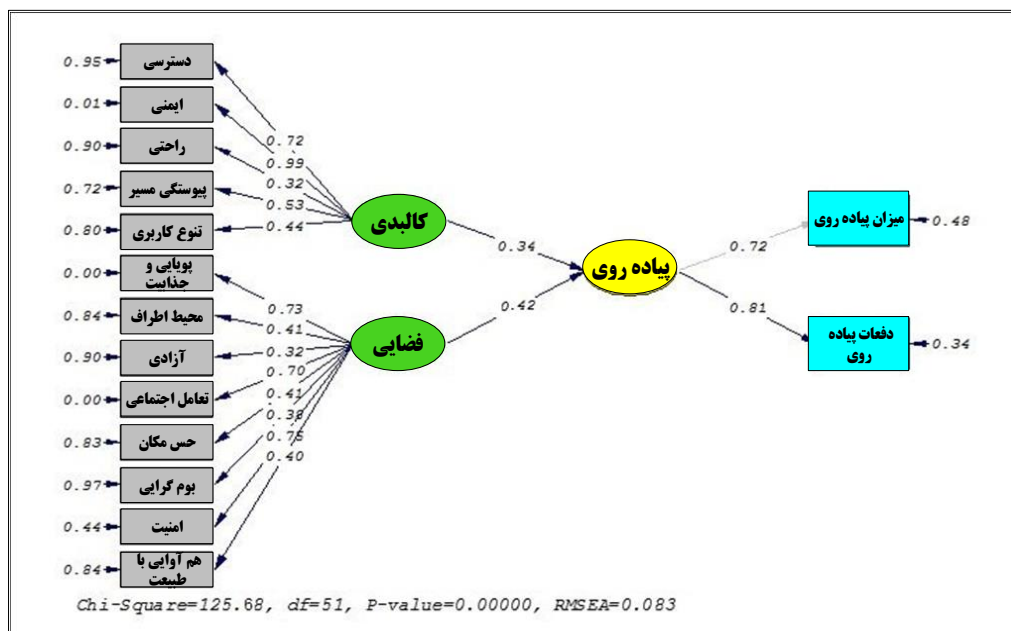 0.95
دسترسی
0.01
ایمنی
0.90
راحتی
0.72
پیوستگی مسیر
0.80
تنوع کاربری
0.00
پویایی و
جذابیت
0.84
محیط اطراف
0.90
آزادی
0.00
تعامل اجتماعی
0.83
حس مکان
0.97
بوم گرایی
0.44
امنیت
0.84
هم آوایی با
طبیعت
0.72
0.99
0.32
0.53
0.44
0.73
0.41
0.32
0.70
0.41
0.38
0.75
0.40
کالبدی
فضایی
0.34
0.42
پیاده روی
0.72
0.81
میزان پیاده روی
0.48
دفعات پیاده
روی
0.34
Chi-Square=125.68, df=51, P-value=0.00000, RMSEA=0.083